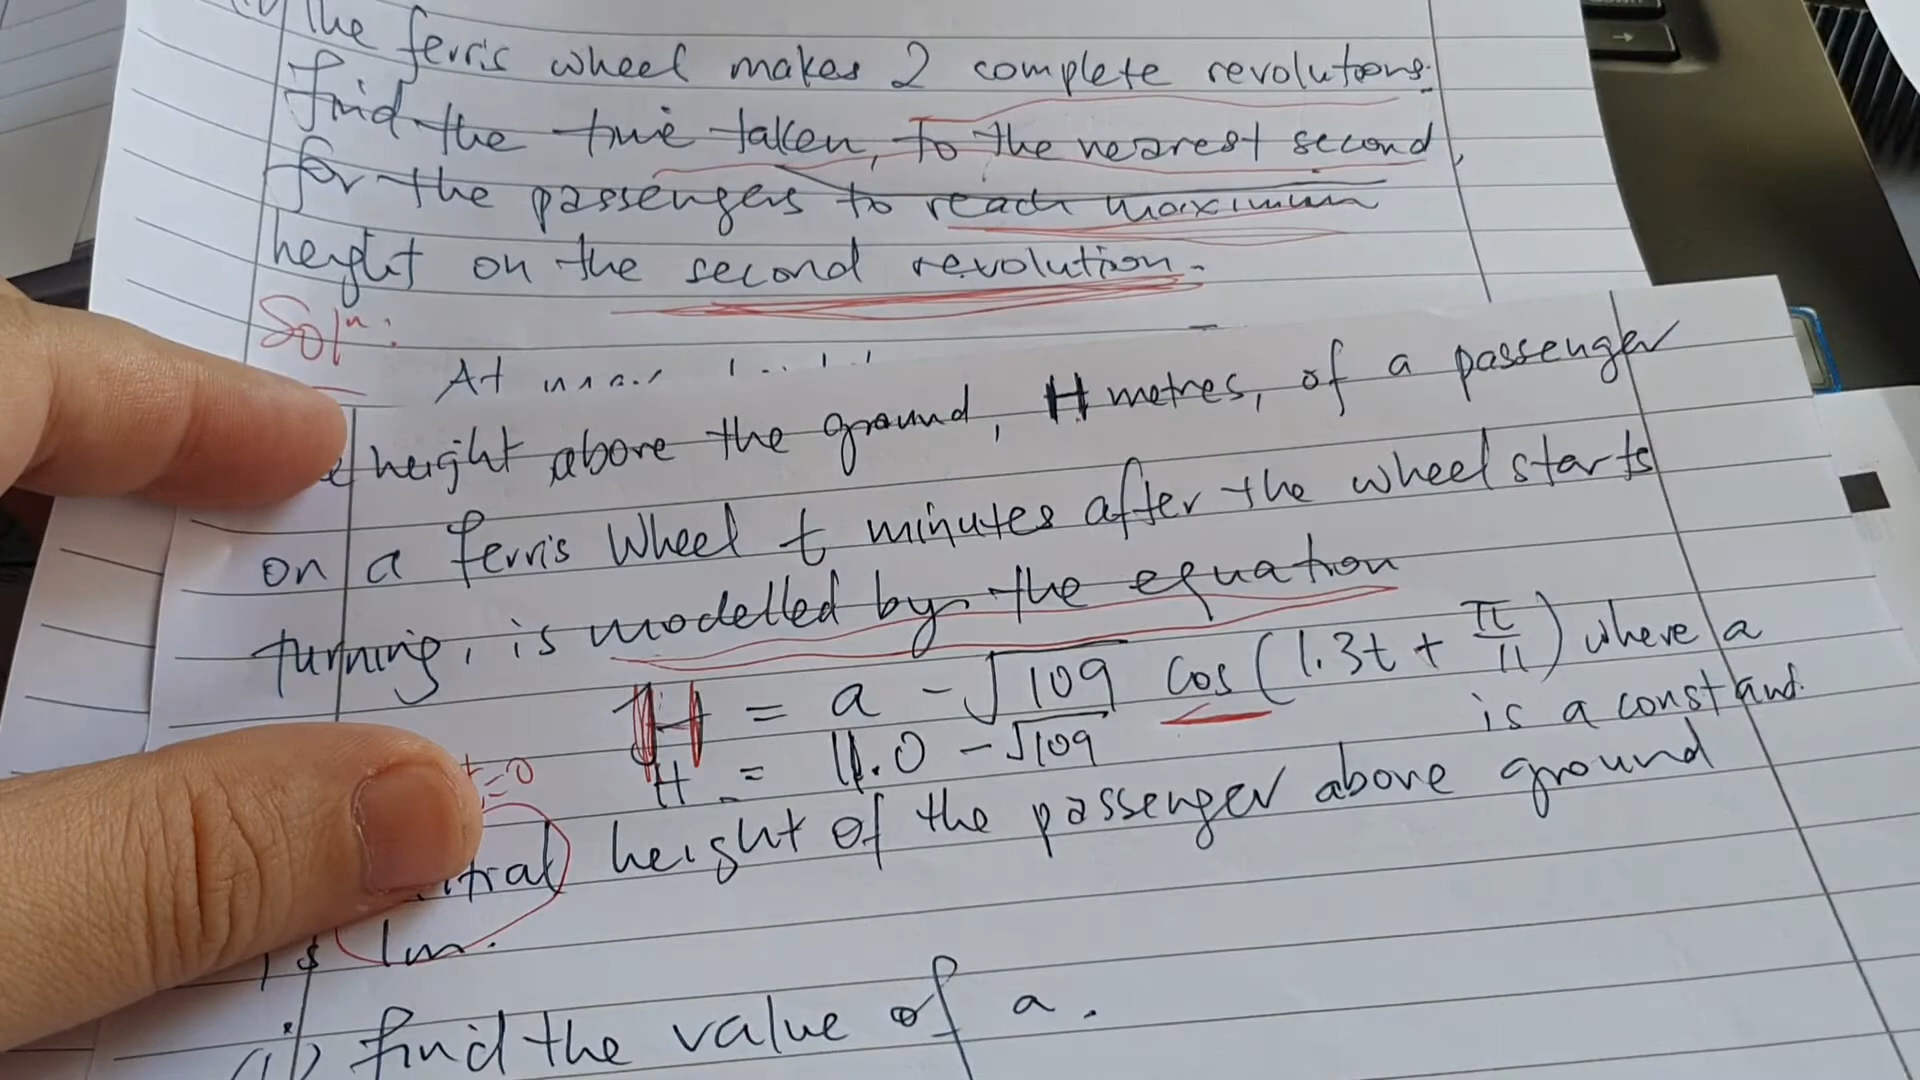 The ferris wheel makes 2 complete revolutions.
find the time taken, to the nearest second,
for the passengers to reach maximum
height on the second revolution.
Solⁿ:
At
height above the ground, H metres, of a passenger
on a ferris Wheel t minutes after the wheel starts
turning, is modelled by the equation
H = a - √109 cos (1.3t + π/11) where a
is a constant.
H = 11.0 - √109
t=0
height of the passenger above ground
is 1m.
(i) find the value of a.